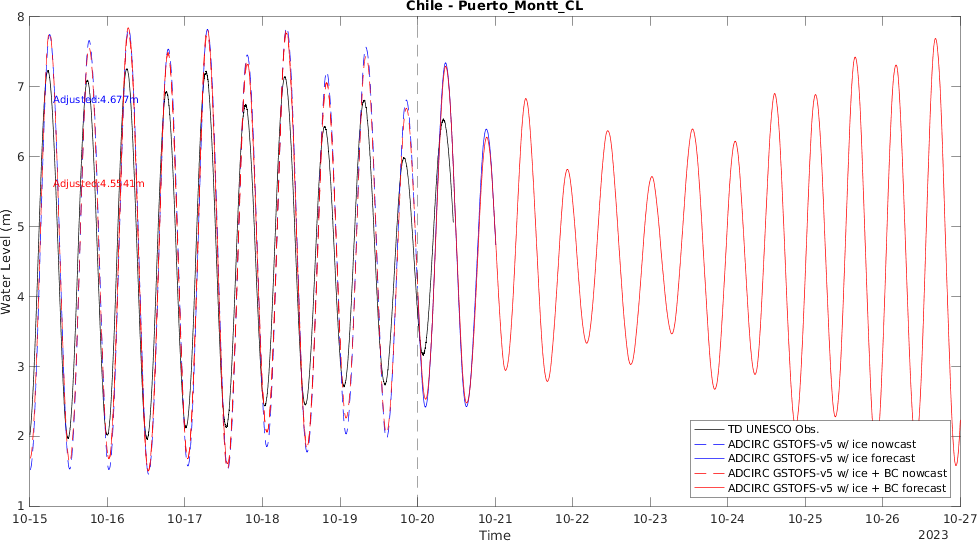 Chile - Puerto_Montt_CL
8
7
6
5
4
3
2
1
Water Level (m)
Adjusted:4.677m
Adjusted:4.5541m
TD UNESCO Obs.
ADCIRC GSTOFS-v5 w/ ice nowcast
ADCIRC GSTOFS-v5 w/ ice forecast
ADCIRC GSTOFS-v5 w/ ice + BC nowcast
ADCIRC GSTOFS-v5 w/ ice + BC forecast
10-15 10-16 10-17 10-18 10-19 10-20 10-21 10-22 10-23 10-24 10-25 10-26 10-27
Time
2023